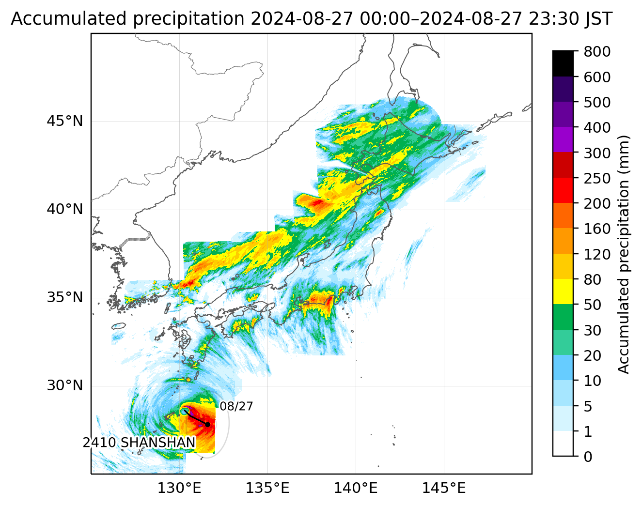 Accumulated precipitation 2024-08-27 00:00–2024-08-27 23:30 JST
45°N
40°N
35°N
30°N
130°E
135°E
140°E
145°E
08/27
2410 SHANSHAN
800
600
500
400
300
250
200
160
120
80
50
30
20
10
5
1
0
Accumulated precipitation (mm)